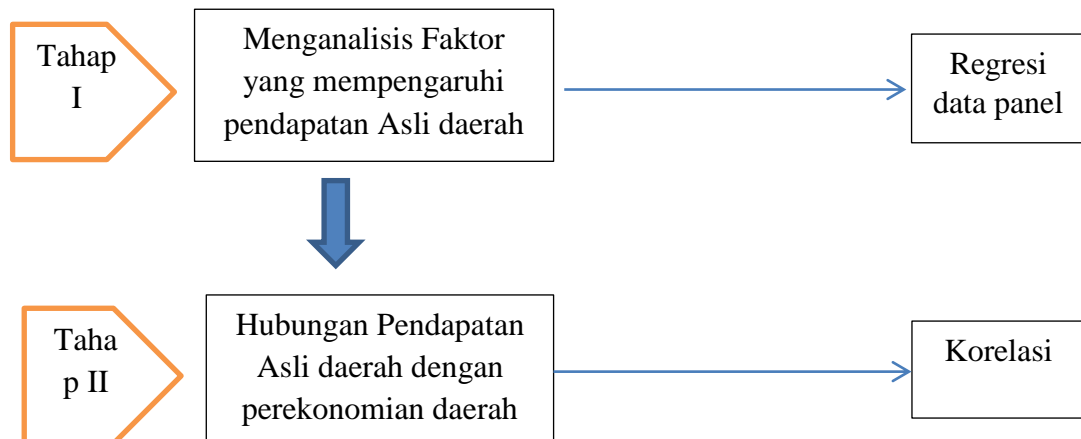 Tahap
I
Menganalisis Faktor
yang mempengaruhi
pendapatan Asli daerah
Regresi
data panel
Taha
p II
Hubungan Pendapatan
Asli daerah dengan
perekonomian daerah
Korelasi